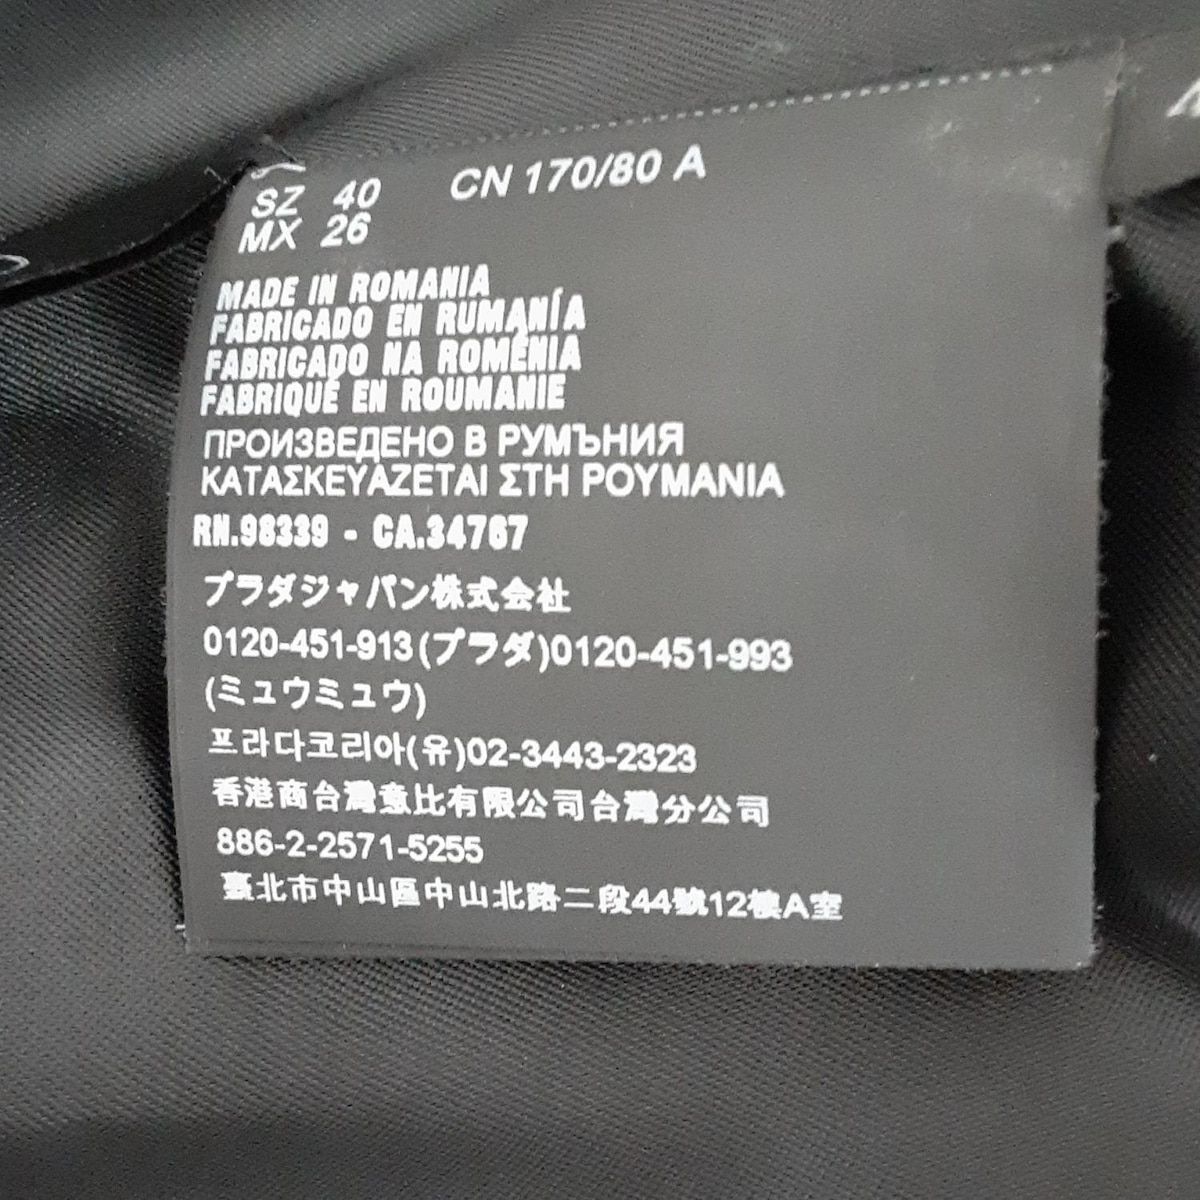 SZ 40 CN 170/80 A
MX 26
MADE IN ROMANIA
FABRICADO EN RUMANÍA
FABRICADO NA ROMÊNIA
FABRIQUÉ EN ROUMANIE
ПРОИЗВЕДЕНО В РУМЪНИЯ
ΚΑΤΑΣΚΕΥΑΖΕΤΑΙ ΣΤΗ ΡΟΥΜΑΝΙΑ
RN.98339 - CA.34767
プラダジャパン株式会社
0120-451-913(プラダ)0120-451-993
(ミュウミュウ)
프라다코리아(유)02-3443-2323
香港商台灣意比有限公司台灣分公司
886-2-2571-5255
臺北市中山區中山北路二段44號12樓A室